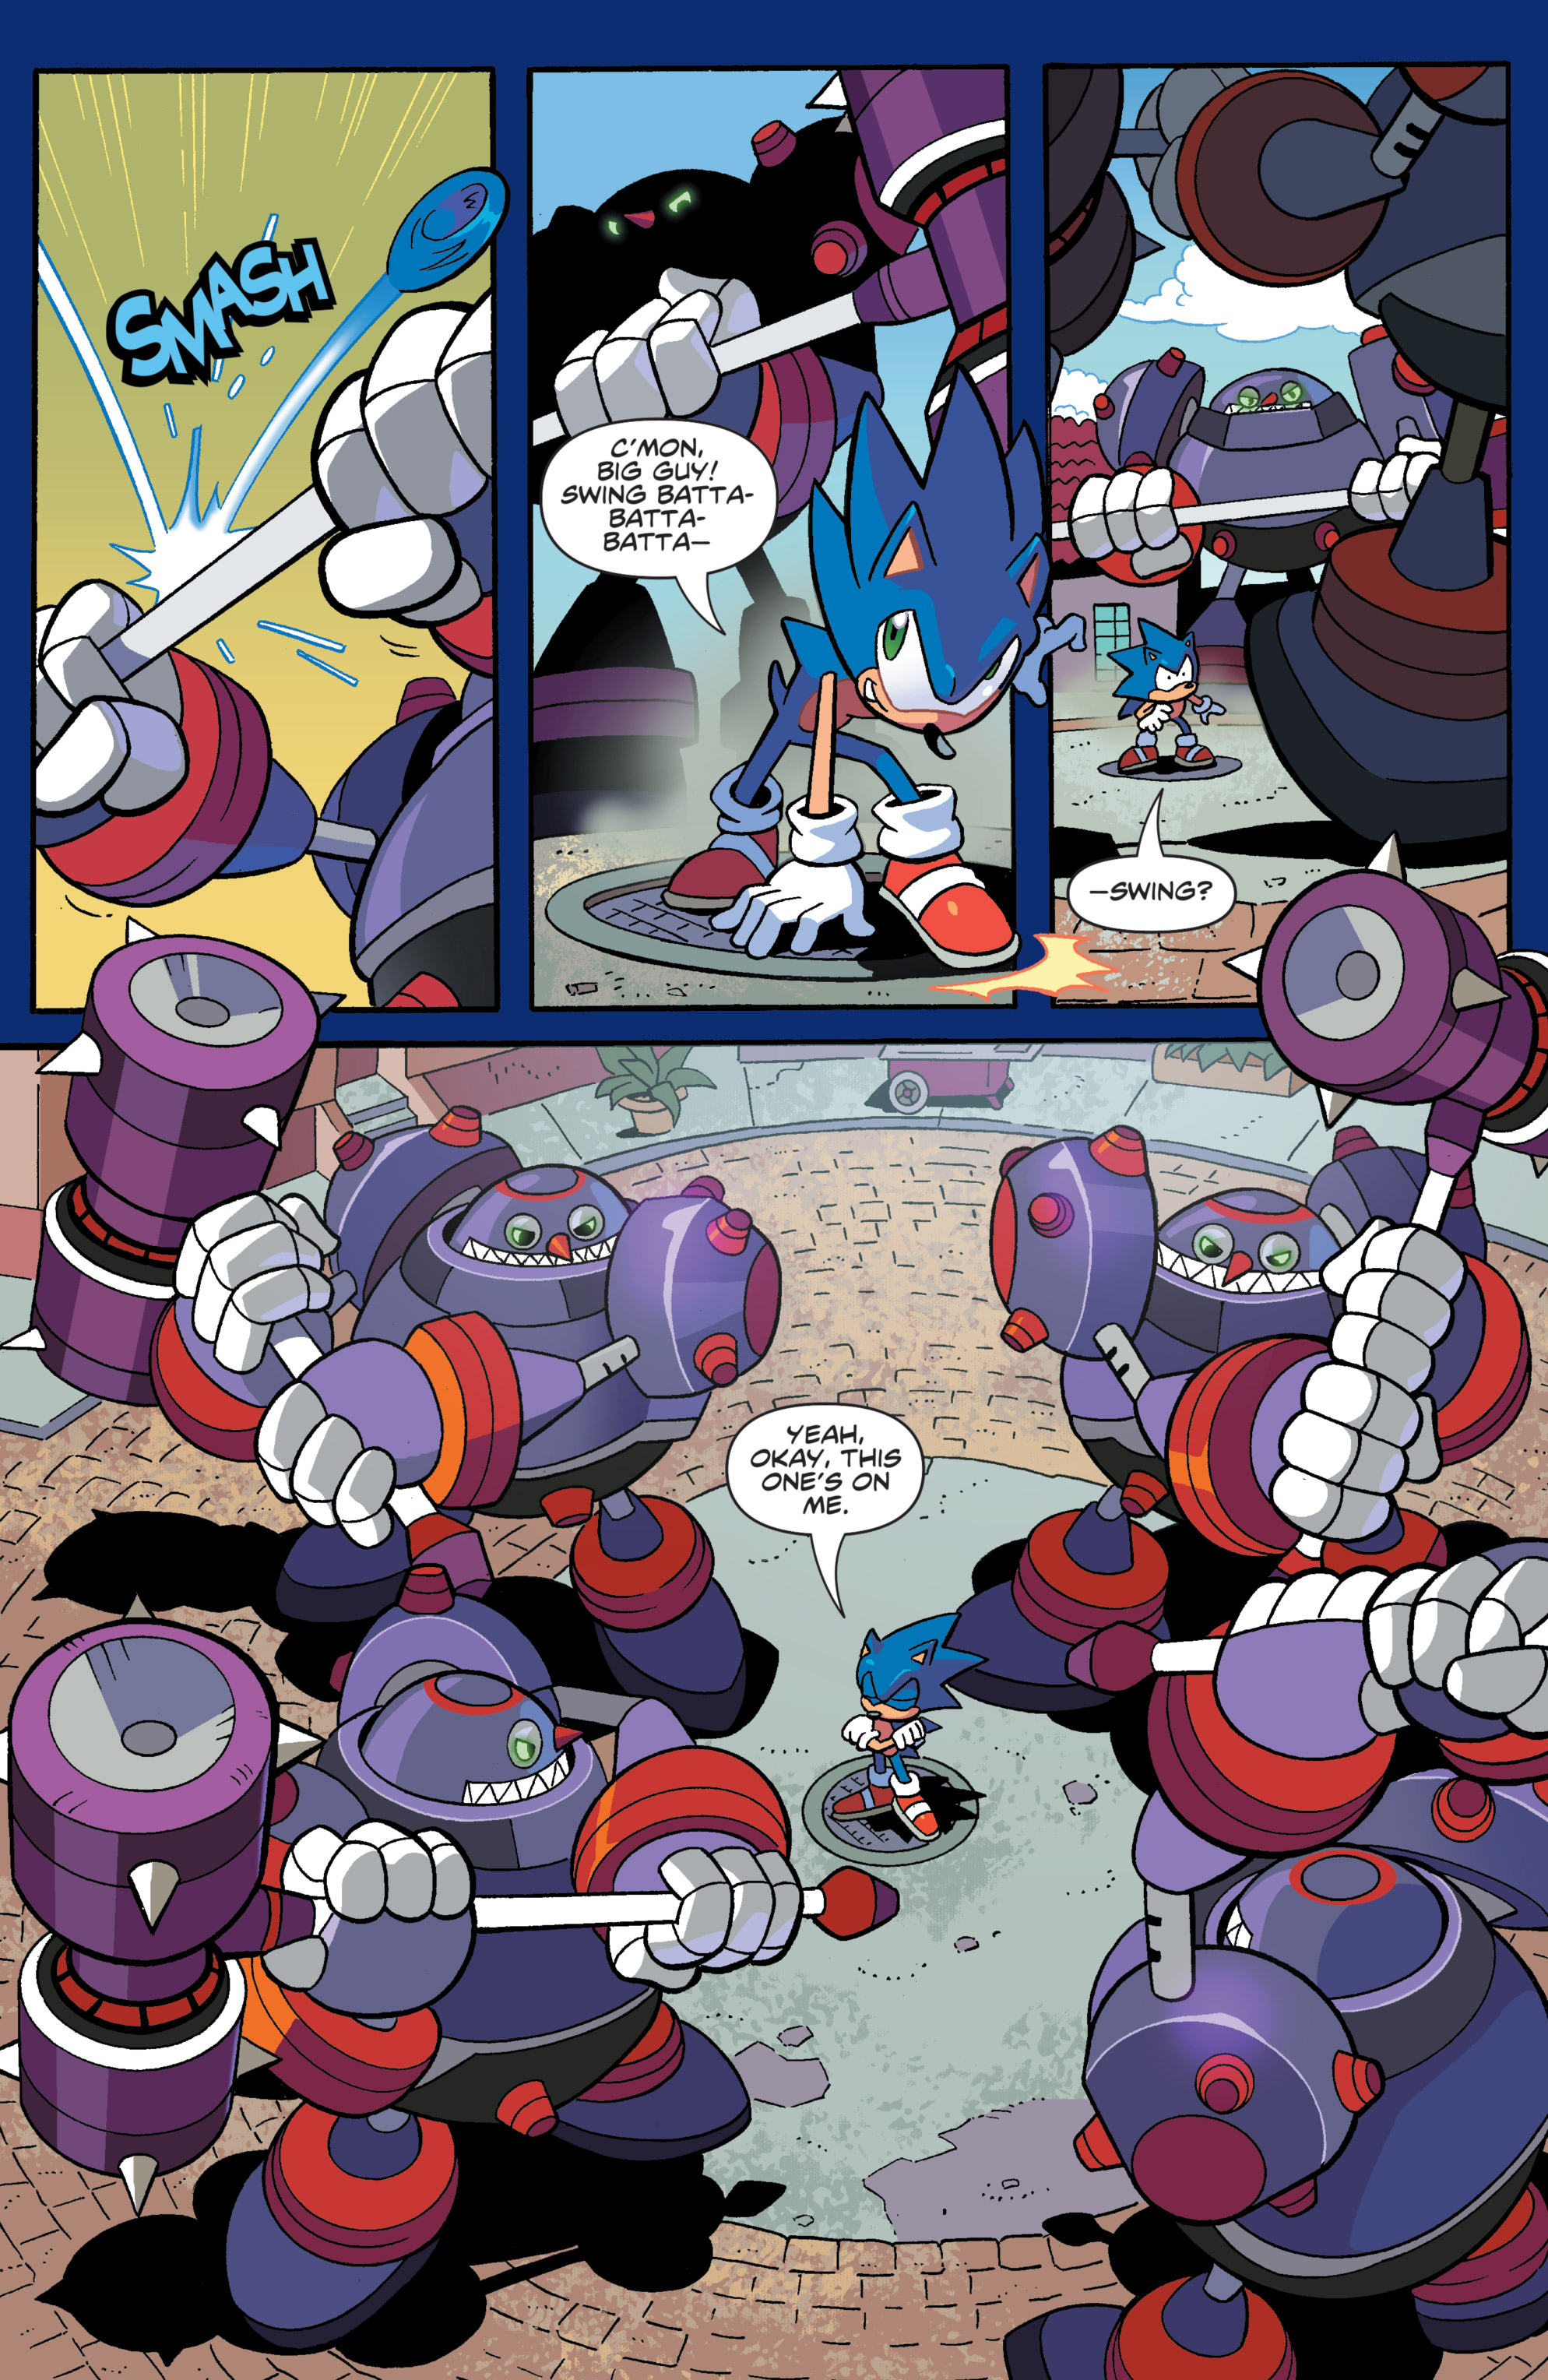 SMASH
C'MON,
BIG GUY!
SWING BATTA-
BATTA-
BATTA—
—SWING?
YEAH,
OKAY, THIS
ONE'S ON
ME.